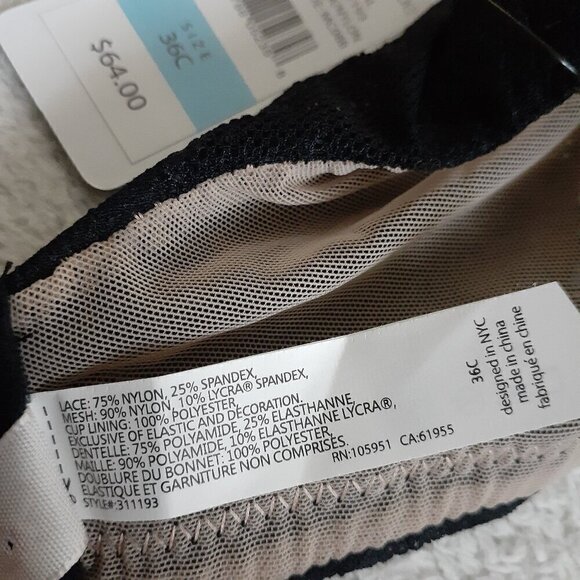 SIZE
36C
$64.00
LACE: 75% NYLON, 25% SPANDEX,
MESH: 90% NYLON, 10% LYCRA® SPANDEX,
CUP LINING: 100% POLYESTER,
EXCLUSIVE OF ELASTIC AND DECORATION.
DENTELLE: 75% POLYAMIDE, 25% ELASTHANNE,
MAILLE: 90% POLYAMIDE, 10% ELASTHANNE LYCRA®,
DOUBLURE DU BONNET: 100% POLYESTER,
ELASTIQUE ET GARNITURE NON COMPRISES.
STYLE#:311193
RN:105951 CA:61955
36C
designed in NYC
made in china
fabriqué en chine